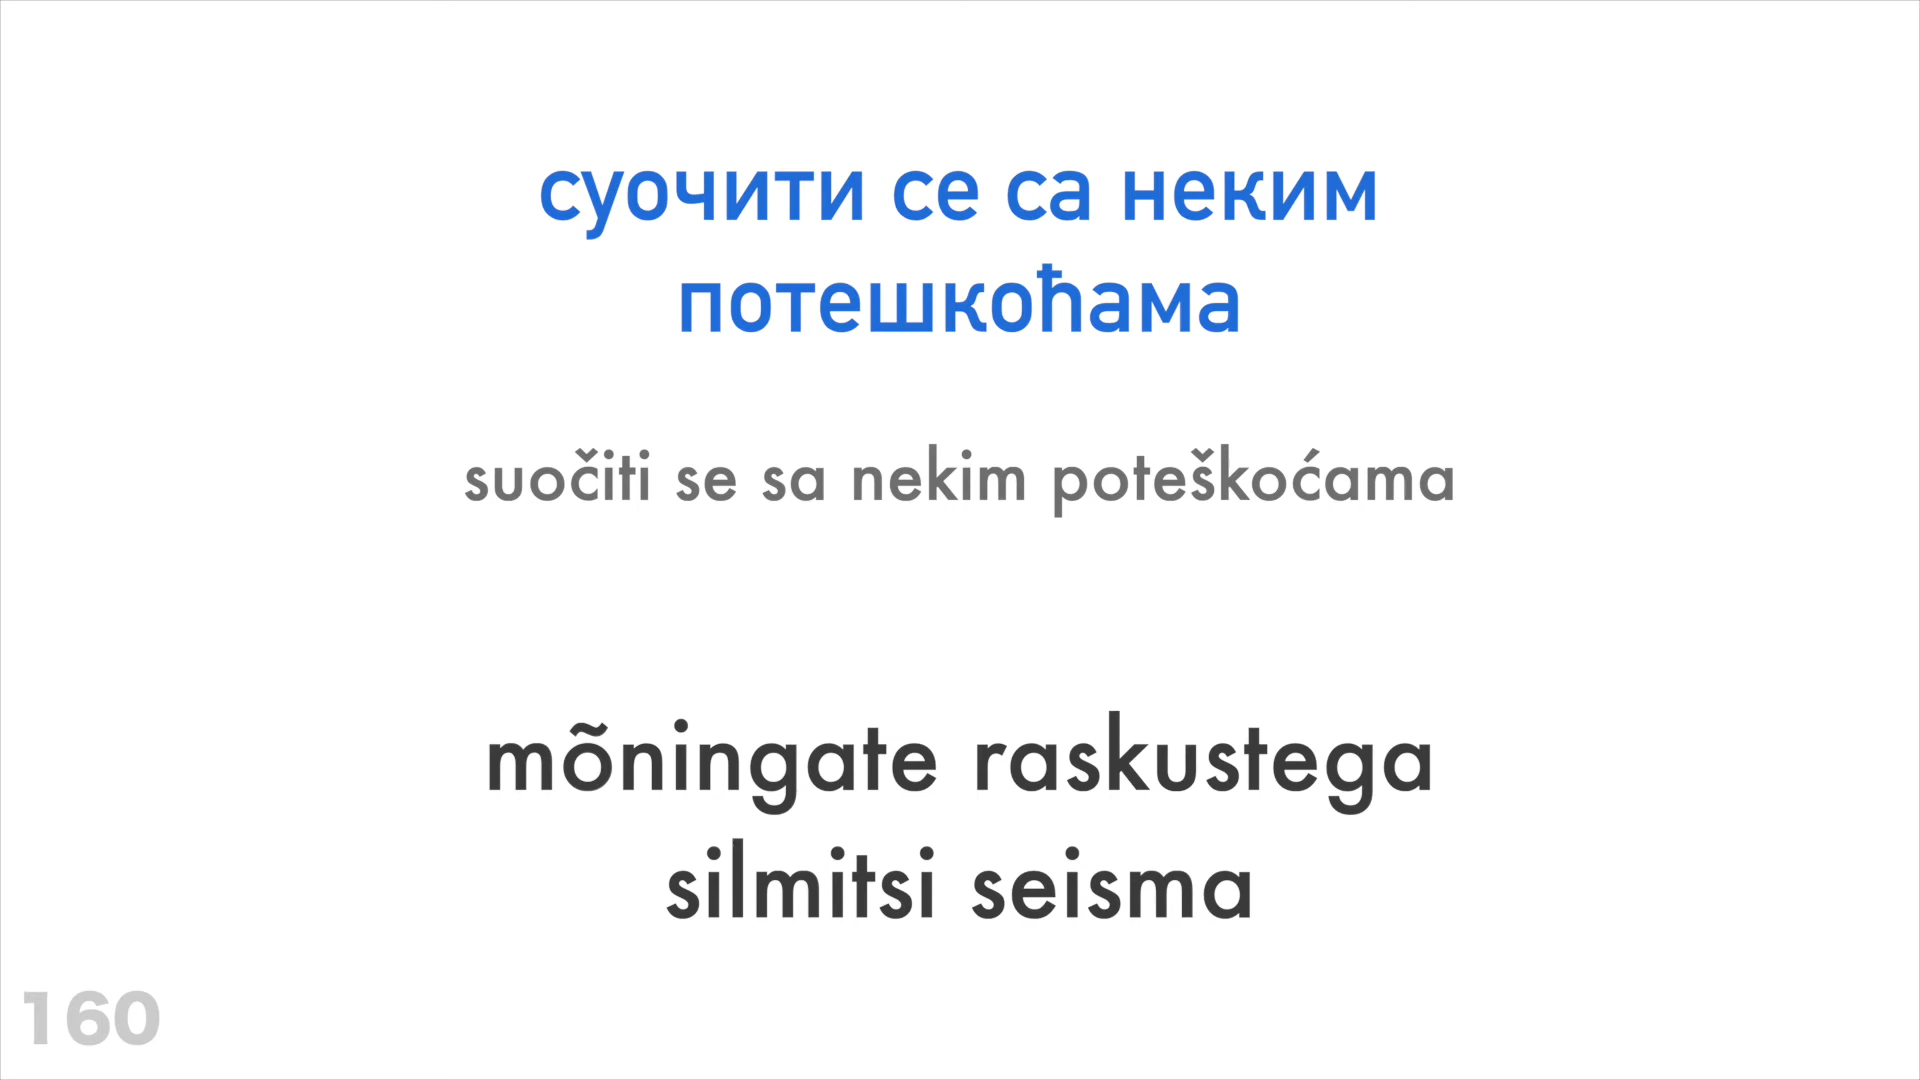 суочити се са неким
потешкоћама
suočiti se sa nekim poteškoćama
mõningate raskustega
silmitsi seisma
160